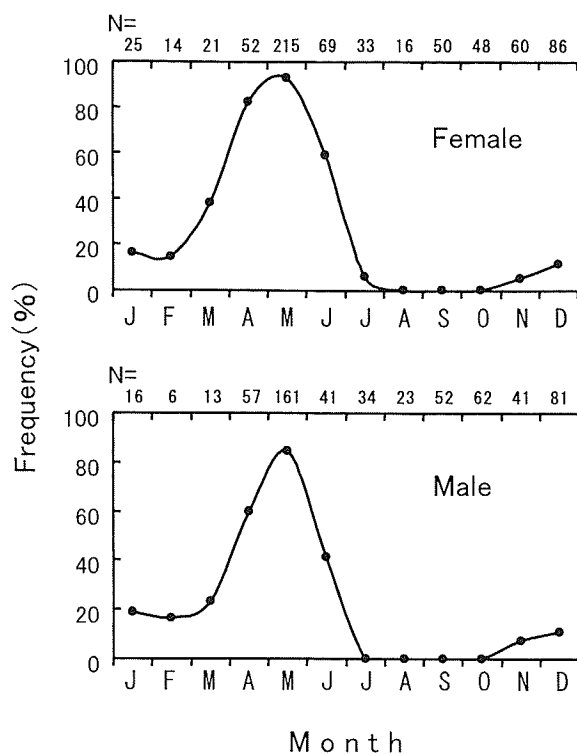 N=
25 14 21 52 215 69 33 16 50 48 60 86
100
80
60
40
20
0
Female
J F M A M J J A S O N D
Frequency(%)
N=
16 6 13 57 161 41 34 23 52 62 41 81
100
80
60
40
20
0
Male
J F M A M J J A S O N D
Month